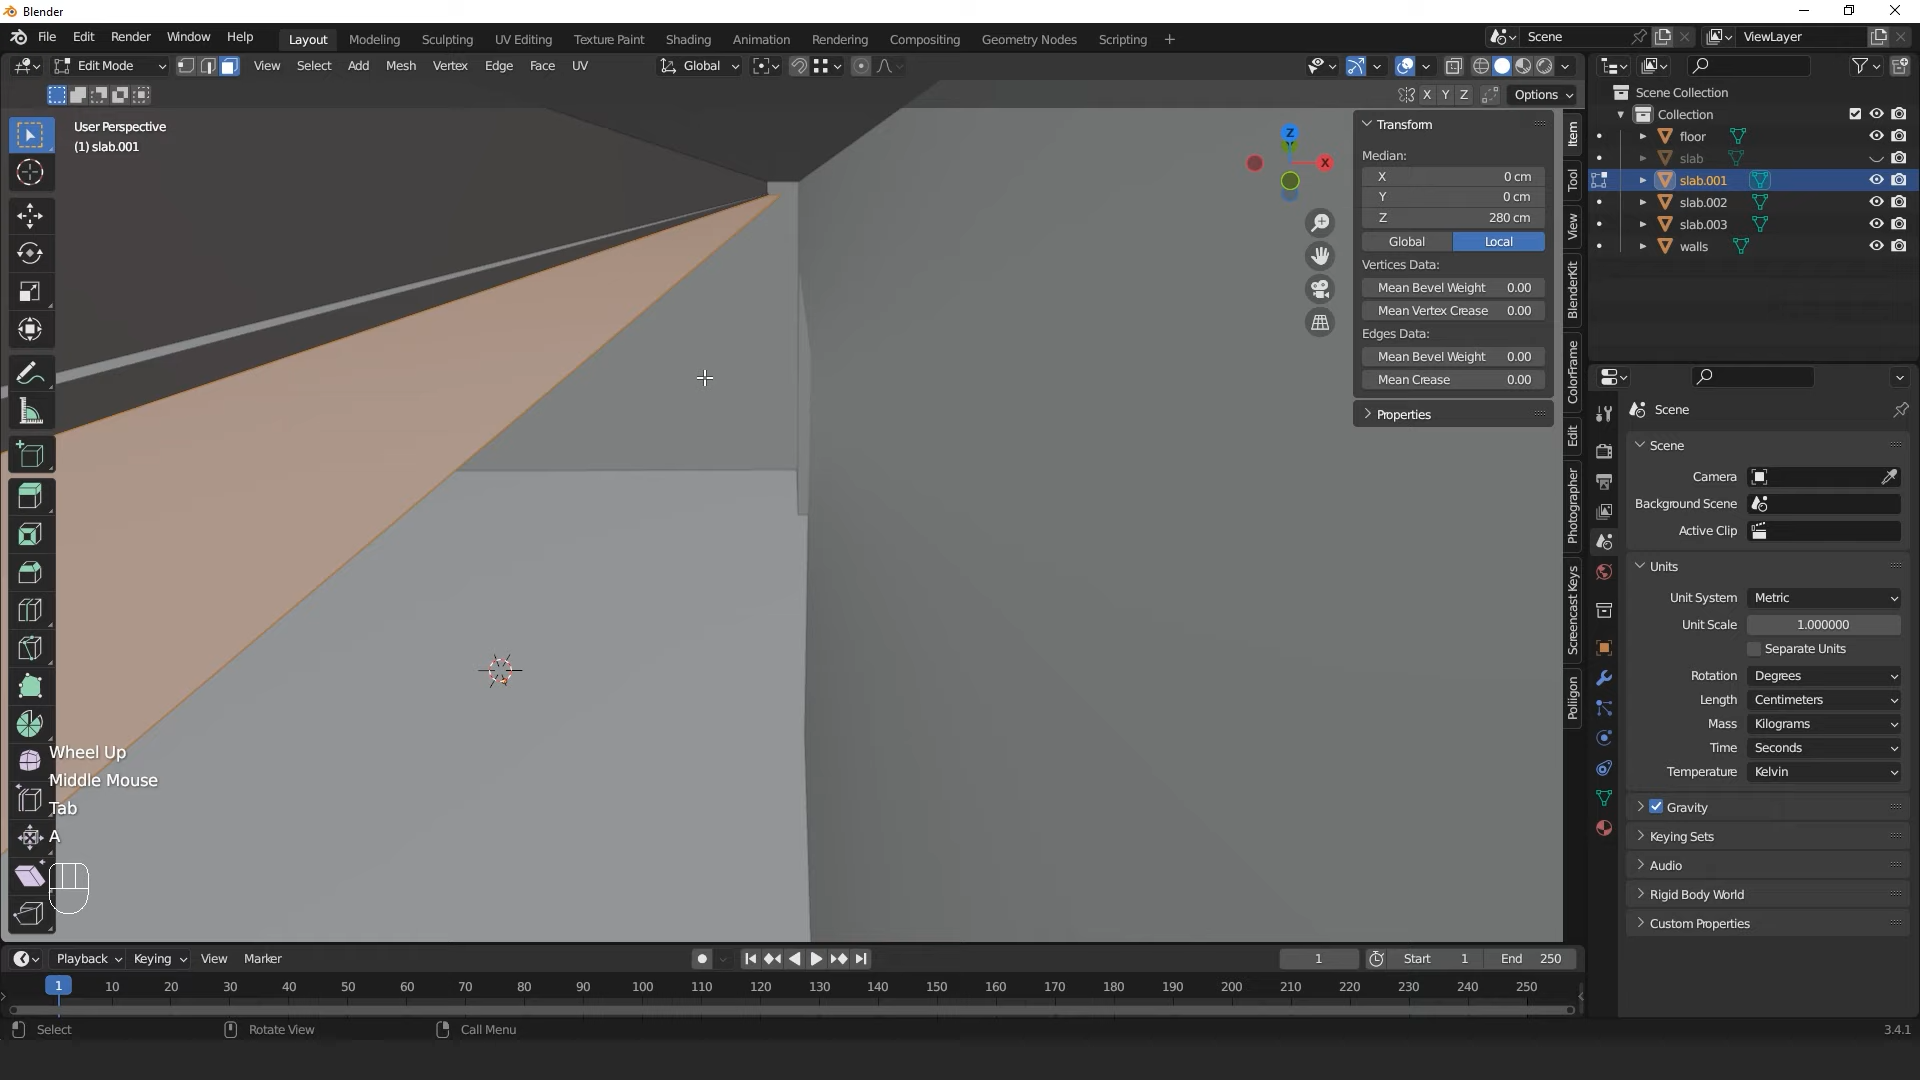 Blender
File Edit Render Window Help Layout Modeling Sculpting UV Editing Texture Paint Shading Animation Rendering Compositing Geometry Nodes Scripting + Scene ViewLayer
Edit Mode View Select Add Mesh Vertex Edge Face UV Global
X Y Z Options
User Perspective
(1) slab.001
Z
X
Transform
Median:
X 0 cm
Y 0 cm
Z 280 cm
Global Local
Vertices Data:
Mean Bevel Weight 0.00
Mean Vertex Crease 0.00
Edges Data:
Mean Bevel Weight 0.00
Mean Crease 0.00
Properties
Item
Tool
View
BlenderKit
ColorFrame
Edit
Photographer
Screencast Keys
Poliigon
Scene Collection
Collection
floor
slab
slab.001
slab.002
slab.003
walls
Scene
Scene
Camera
Background Scene
Active Clip
Units
Unit System Metric
Unit Scale 1.000000
Separate Units
Rotation Degrees
Length Centimeters
Mass Kilograms
Time Seconds
Temperature Kelvin
Gravity
Keying Sets
Audio
Rigid Body World
Custom Properties
Wheel Up
Middle Mouse
Tab
A
Playback Keying View Marker 1 Start 1 End 250
1 10 20 30 40 50 60 70 80 90 100 110 120 130 140 150 160 170 180 190 200 210 220 230 240 250
Select Rotate View Call Menu 3.4.1